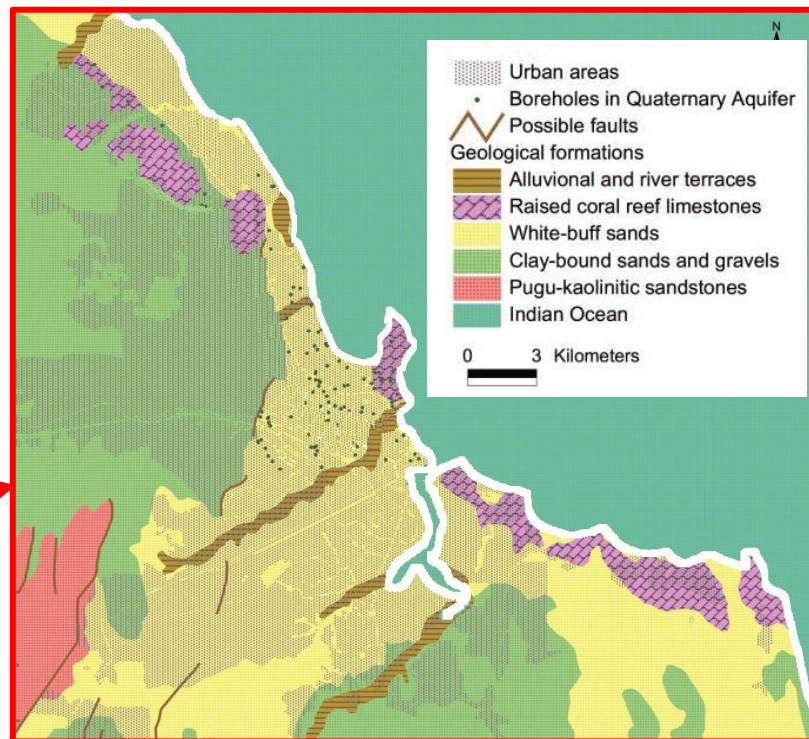 N
Urban areas
Boreholes in Quaternary Aquifer
Possible faults
Geological formations
Alluvional and river terraces
Raised coral reef limestones
White-buff sands
Clay-bound sands and gravels
Pugu-kaolinitic sandstones
Indian Ocean
0 3 Kilometers